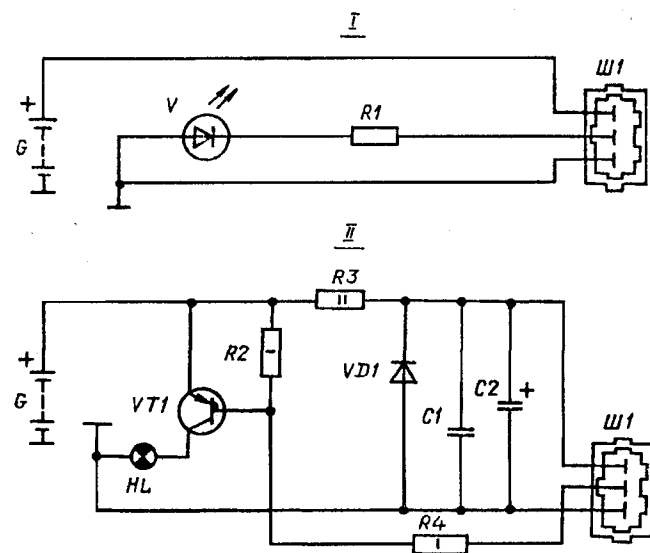 I
Ш1
V
R1
+
G
II
R3
+
R2
VD1
C2 +
G
VT1
C1
Ш1
HL
R4